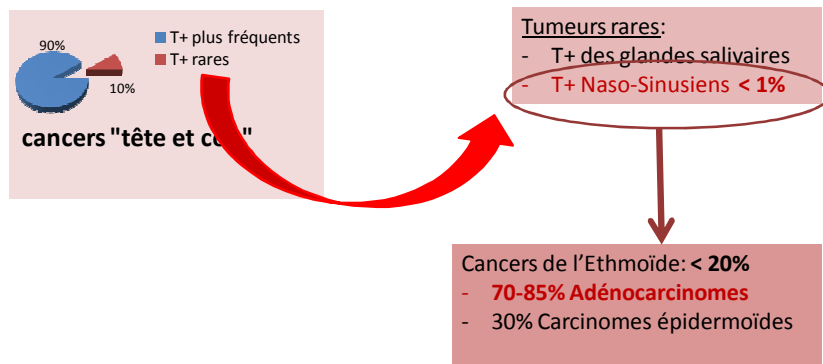 90%
10%
T+ plus fréquents
T+ rares
cancers "tête et "
Tumeurs rares:
- T+ des glandes salivaires
- T+ Naso-Sinusiens < 1%
Cancers de l'Ethmoïde: < 20%
- 70-85% Adénocarcinomes
- 30% Carcinomes épidermoïdes